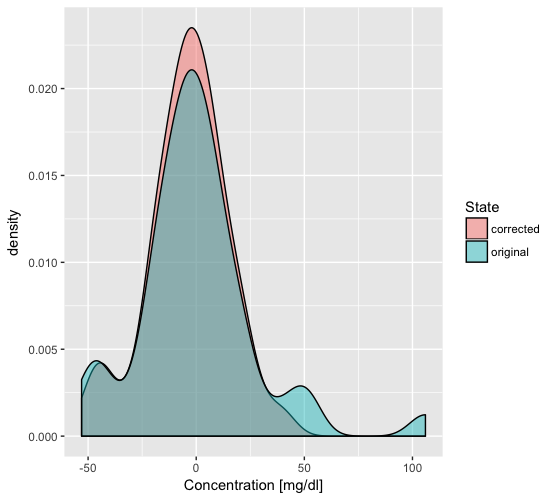 density
0.020
0.015
0.010
0.005
0.000
-50 0 50 100
Concentration [mg/dl]
State
corrected
original